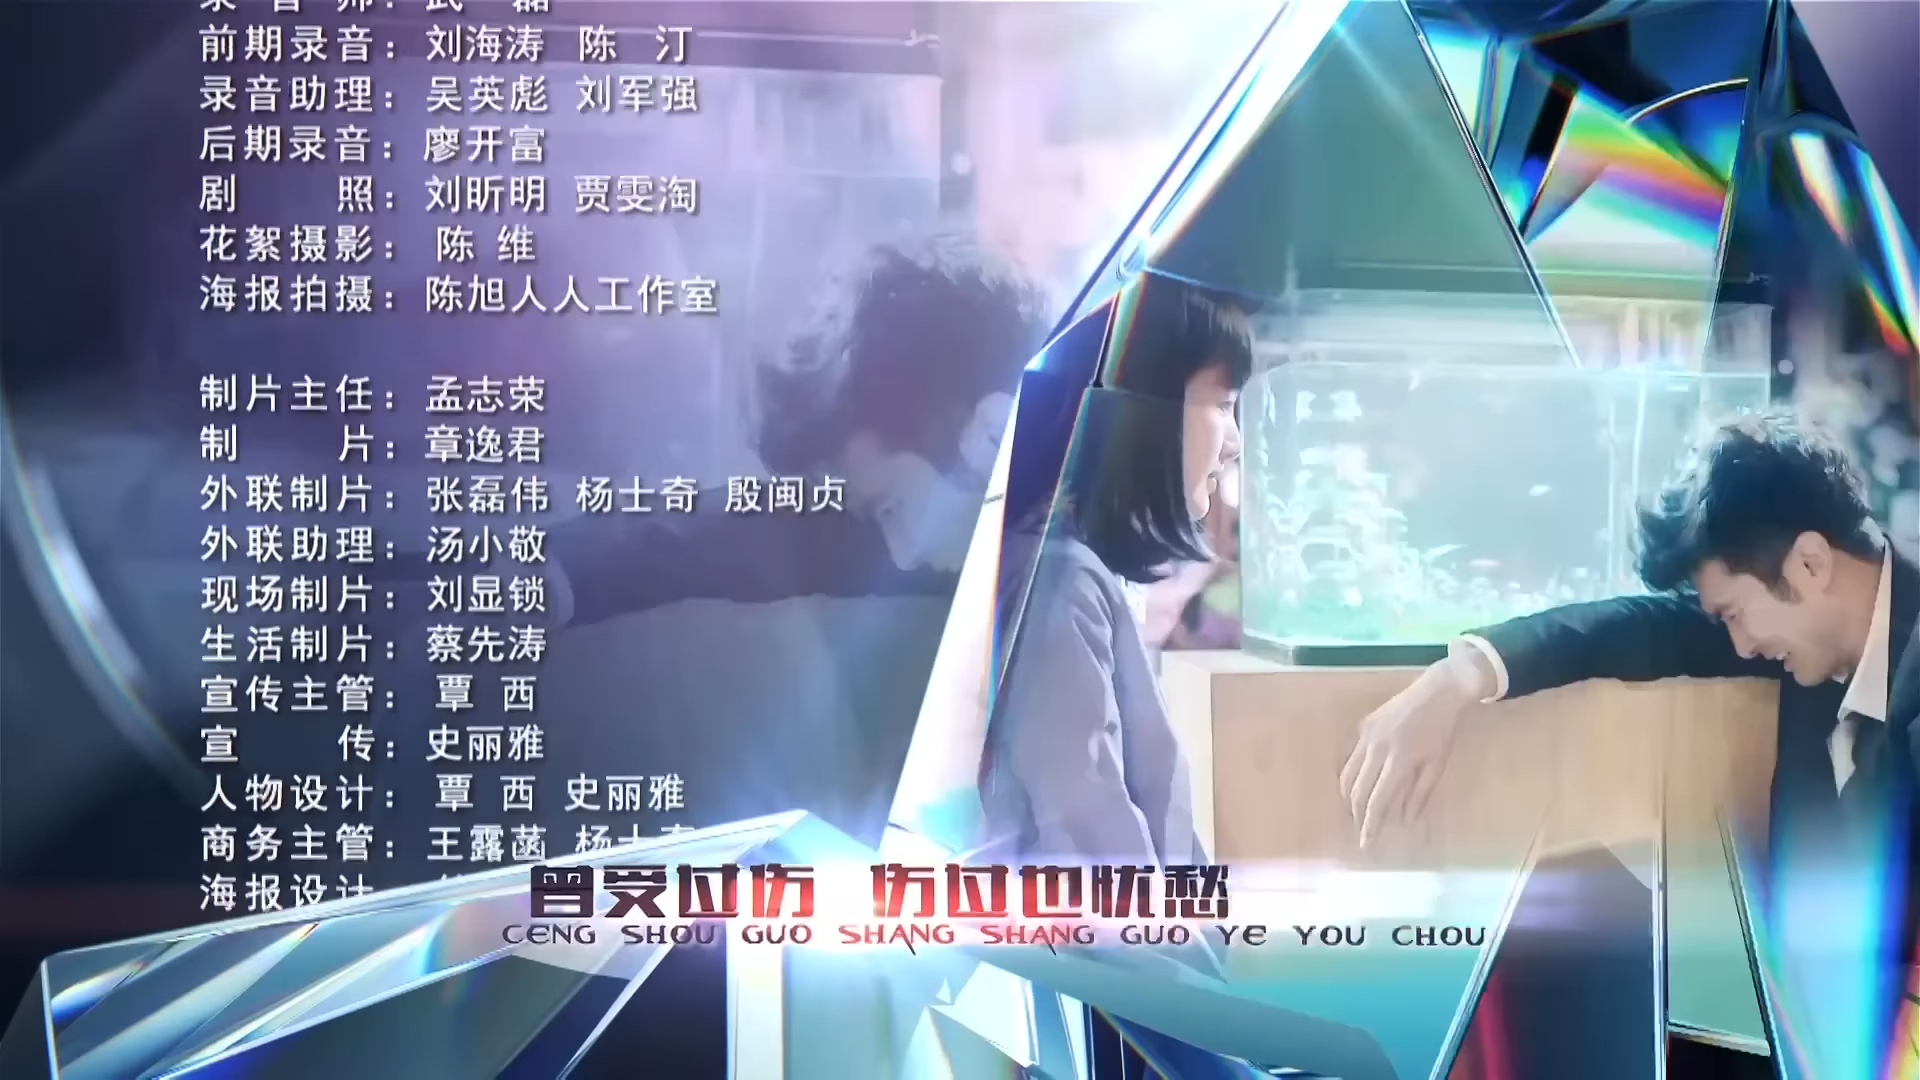 前期录音：刘海涛 陈 汀
录音助理：吴英彪 刘军强
后期录音：廖开富
剧 照：刘昕明 贾雯淘
花絮摄影：陈 维
海报拍摄：陈旭人人工作室
制片主任：孟志荣
制 片：章逸君
外联制片：张磊伟 杨士奇 殷闽贞
外联助理：汤小敬
现场制片：刘显锁
生活制片：蔡先涛
宣传主管：覃 西
宣 传：史丽雅
人物设计：覃 西 史丽雅
商务主管：王露菡 杨士奇
海报设计
曾受过伤 伤过也忧愁
CENG SHOU GUO SHANG SHANG GUO YE YOU CHOU